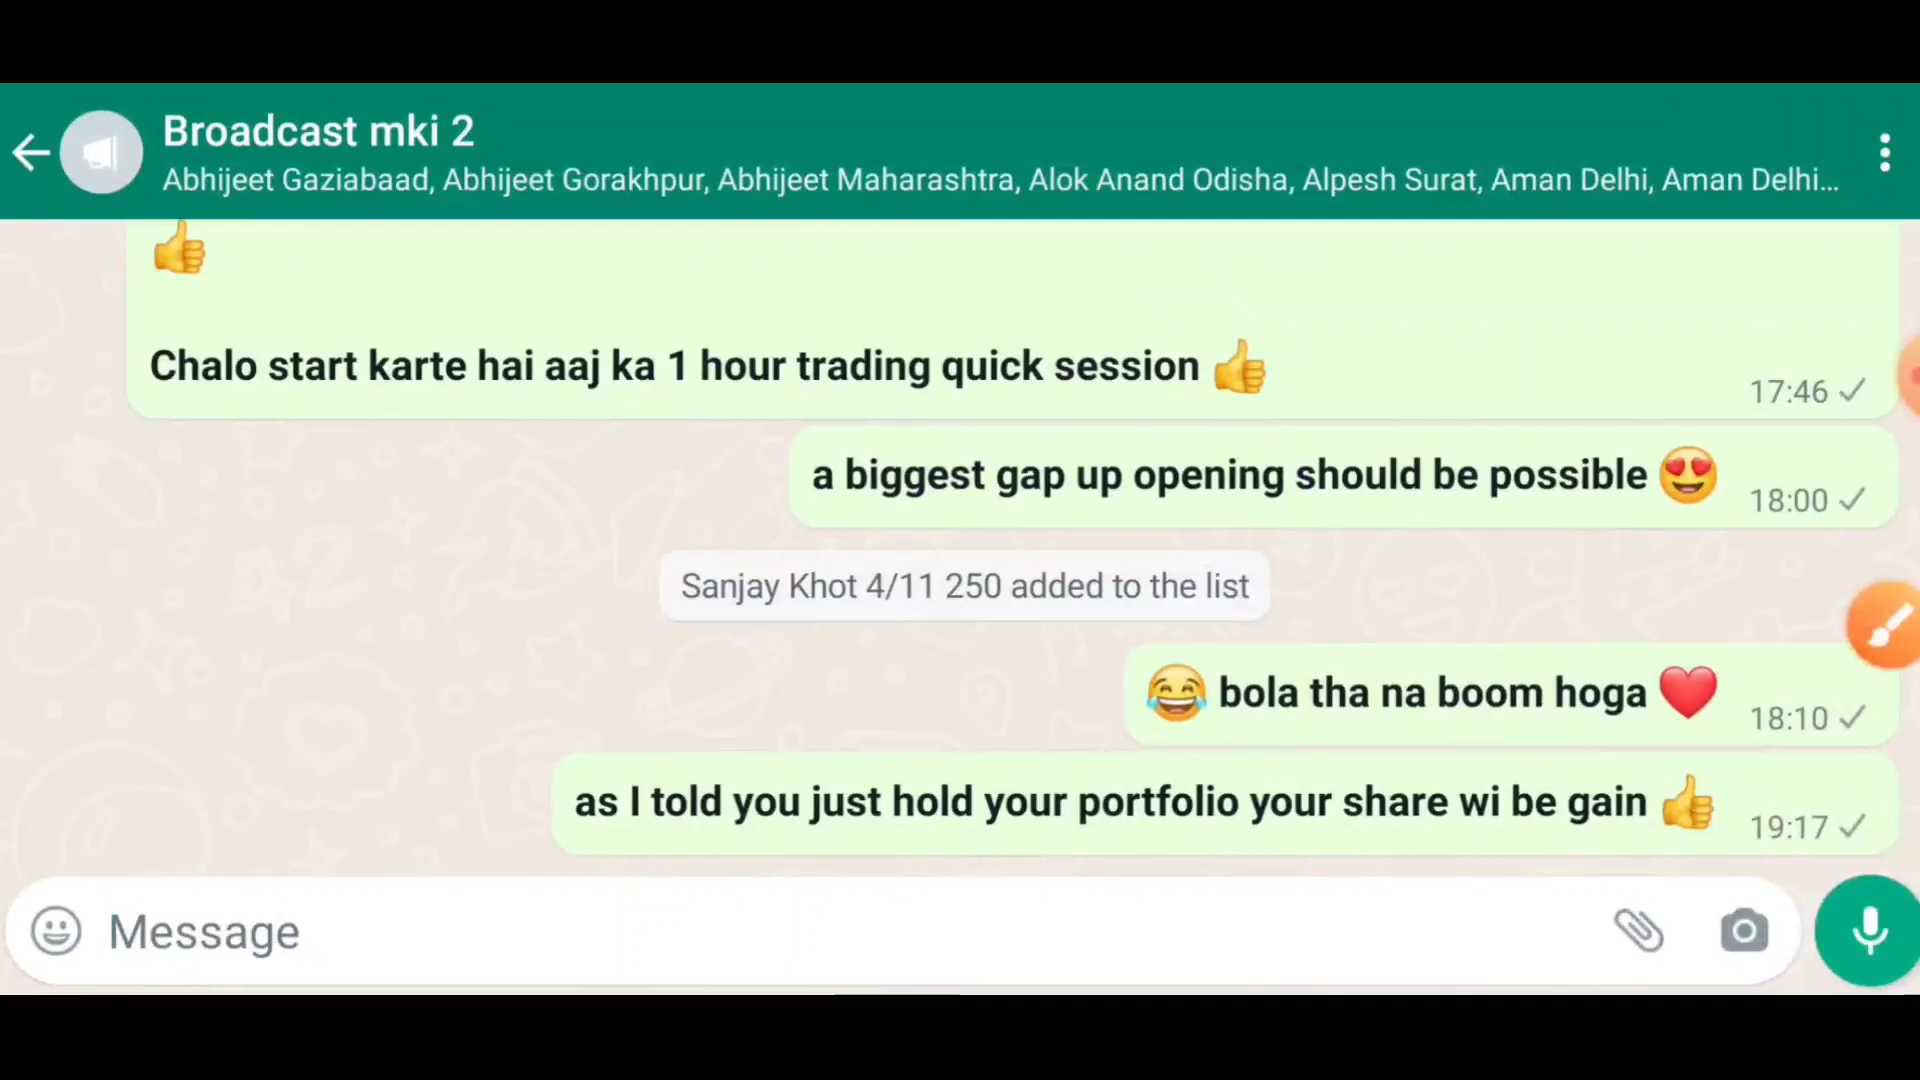 Broadcast mki 2
Abhijeet Gaziabaad, Abhijeet Gorakhpur, Abhijeet Maharashtra, Alok Anand Odisha, Alpesh Surat, Aman Delhi, Aman Delhi...
👍
Chalo start karte hai aaj ka 1 hour trading quick session 👍
17:46
a biggest gap up opening should be possible 😍
18:00
Sanjay Khot 4/11 250 added to the list
😂 bola tha na boom hoga ❤️
18:10
as I told you just hold your portfolio your share wi be gain 👍
19:17
Message